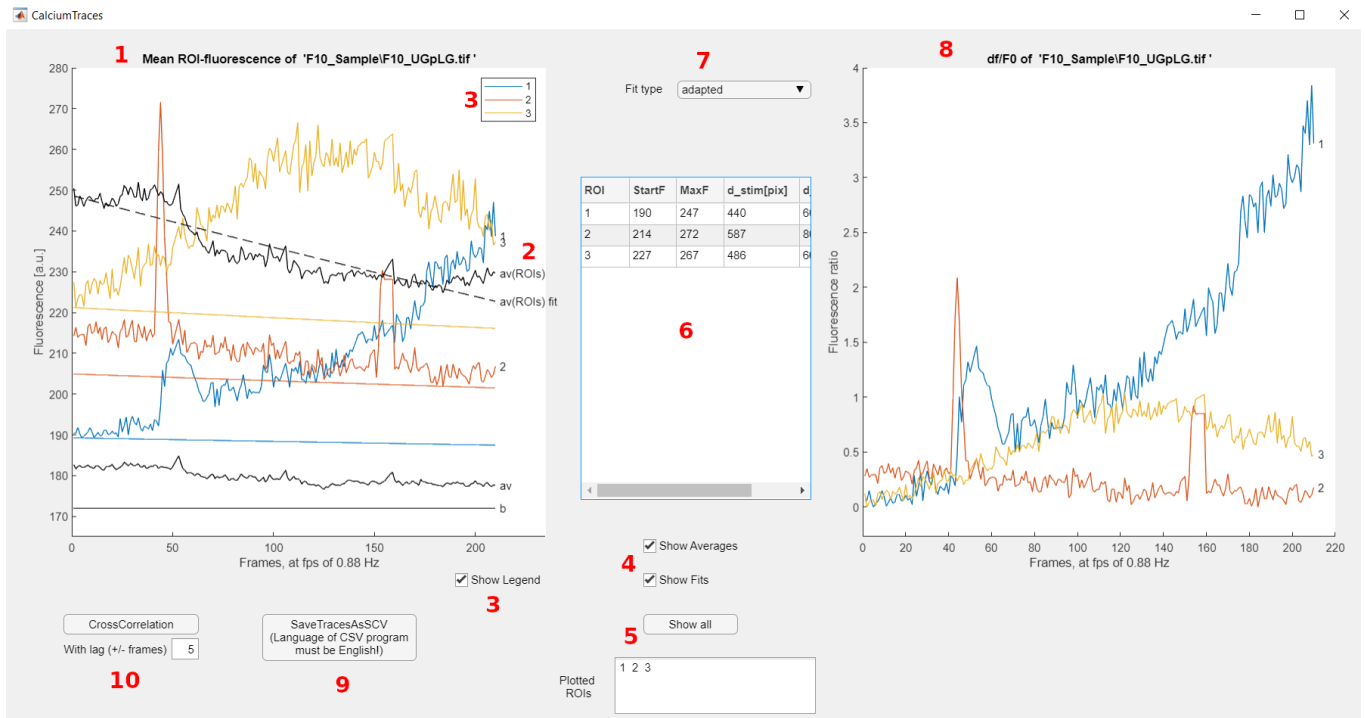 CalciumTraces
1
Mean ROI-fluorescence of 'F10_Sample\F10_UGpLG.tif '
280
270
260
250
240
230
220
210
200
190
180
170
Fluorescence [a.u.]
0
50
100
150
200
Frames, at fps of 0.88 Hz
3
1
2
3
1
3
2
av(ROIs)
av(ROIs) fit
2
av
b
Show Legend
3
CrossCorrelation
With lag (+/- frames) 5
10
SaveTracesAsSCV
(Language of CSV program
must be English!)
9
7
Fit type adapted
ROI StartF MaxF d_stim[pix] d_
1 190 247 440 6
2 214 272 587 8
3 227 267 486 6
6
4
Show Averages
Show Fits
5
Show all
Plotted
ROIs
1 2 3
8
df/F0 of 'F10_Sample\F10_UGpLG.tif '
4
3.5
3
2.5
2
1.5
1
0.5
0
Fluorescence ratio
1
3
2
0
20
40
60
80
100
120
140
160
180
200
220
Frames, at fps of 0.88 Hz